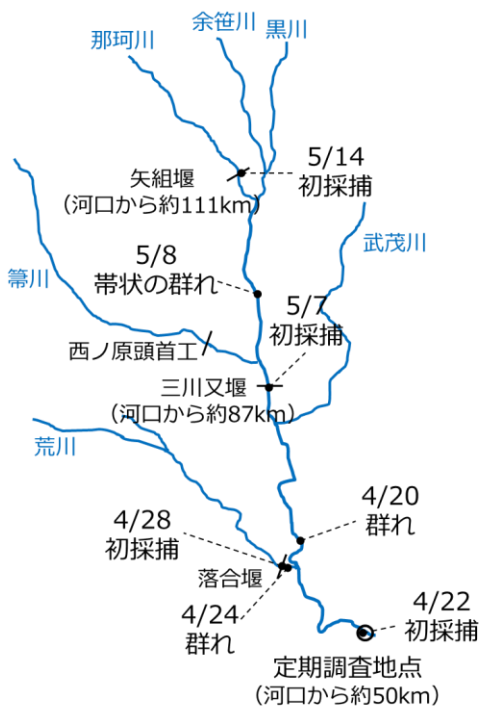 余笹川
黒川
那珂川
5/14
初採捕
矢組堰
（河口から約111km）
武茂川
5/8
帯状の群れ
箒川
5/7
初採捕
西ノ原頭首工
三川又堰
（河口から約87km）
荒川
4/20
群れ
4/28
初採捕
落合堰
4/24
群れ
4/22
初採捕
定期調査地点
（河口から約50km）